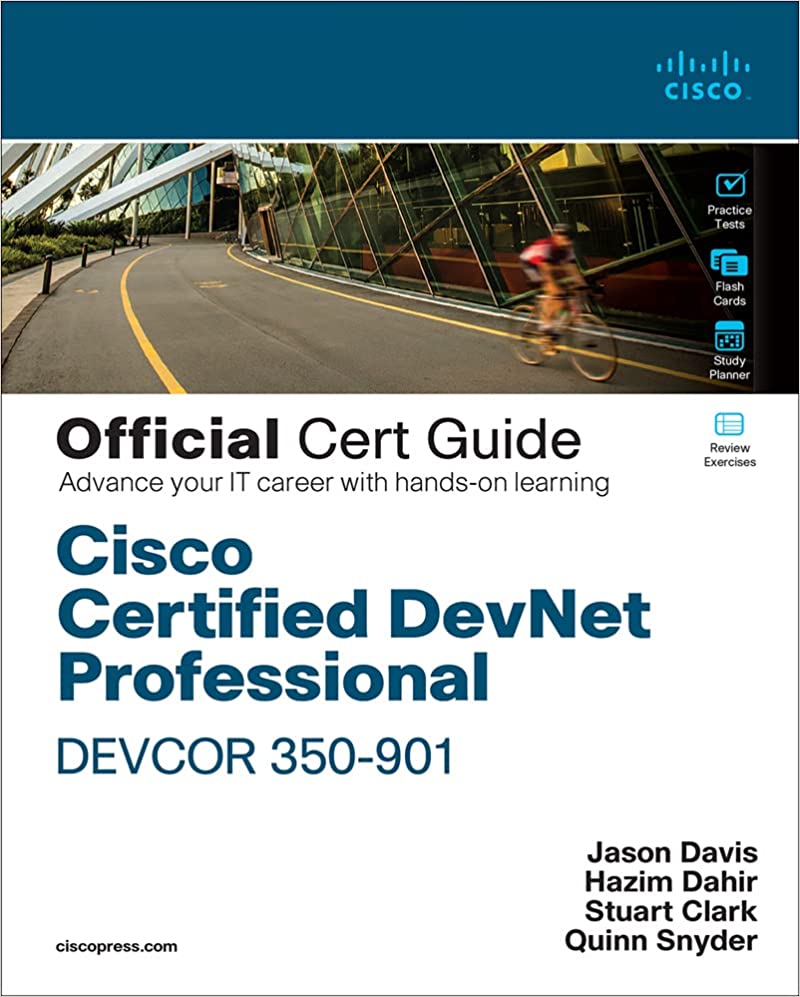 CISCO
Practice
Tests
Flash
Cards
Study
Planner
Review
Exercises
Official Cert Guide
Advance your IT career with hands-on learning
Cisco
Certified DevNet
Professional
DEVCOR 350-901
Jason Davis
Hazim Dahir
Stuart Clark
Quinn Snyder
ciscopress.com